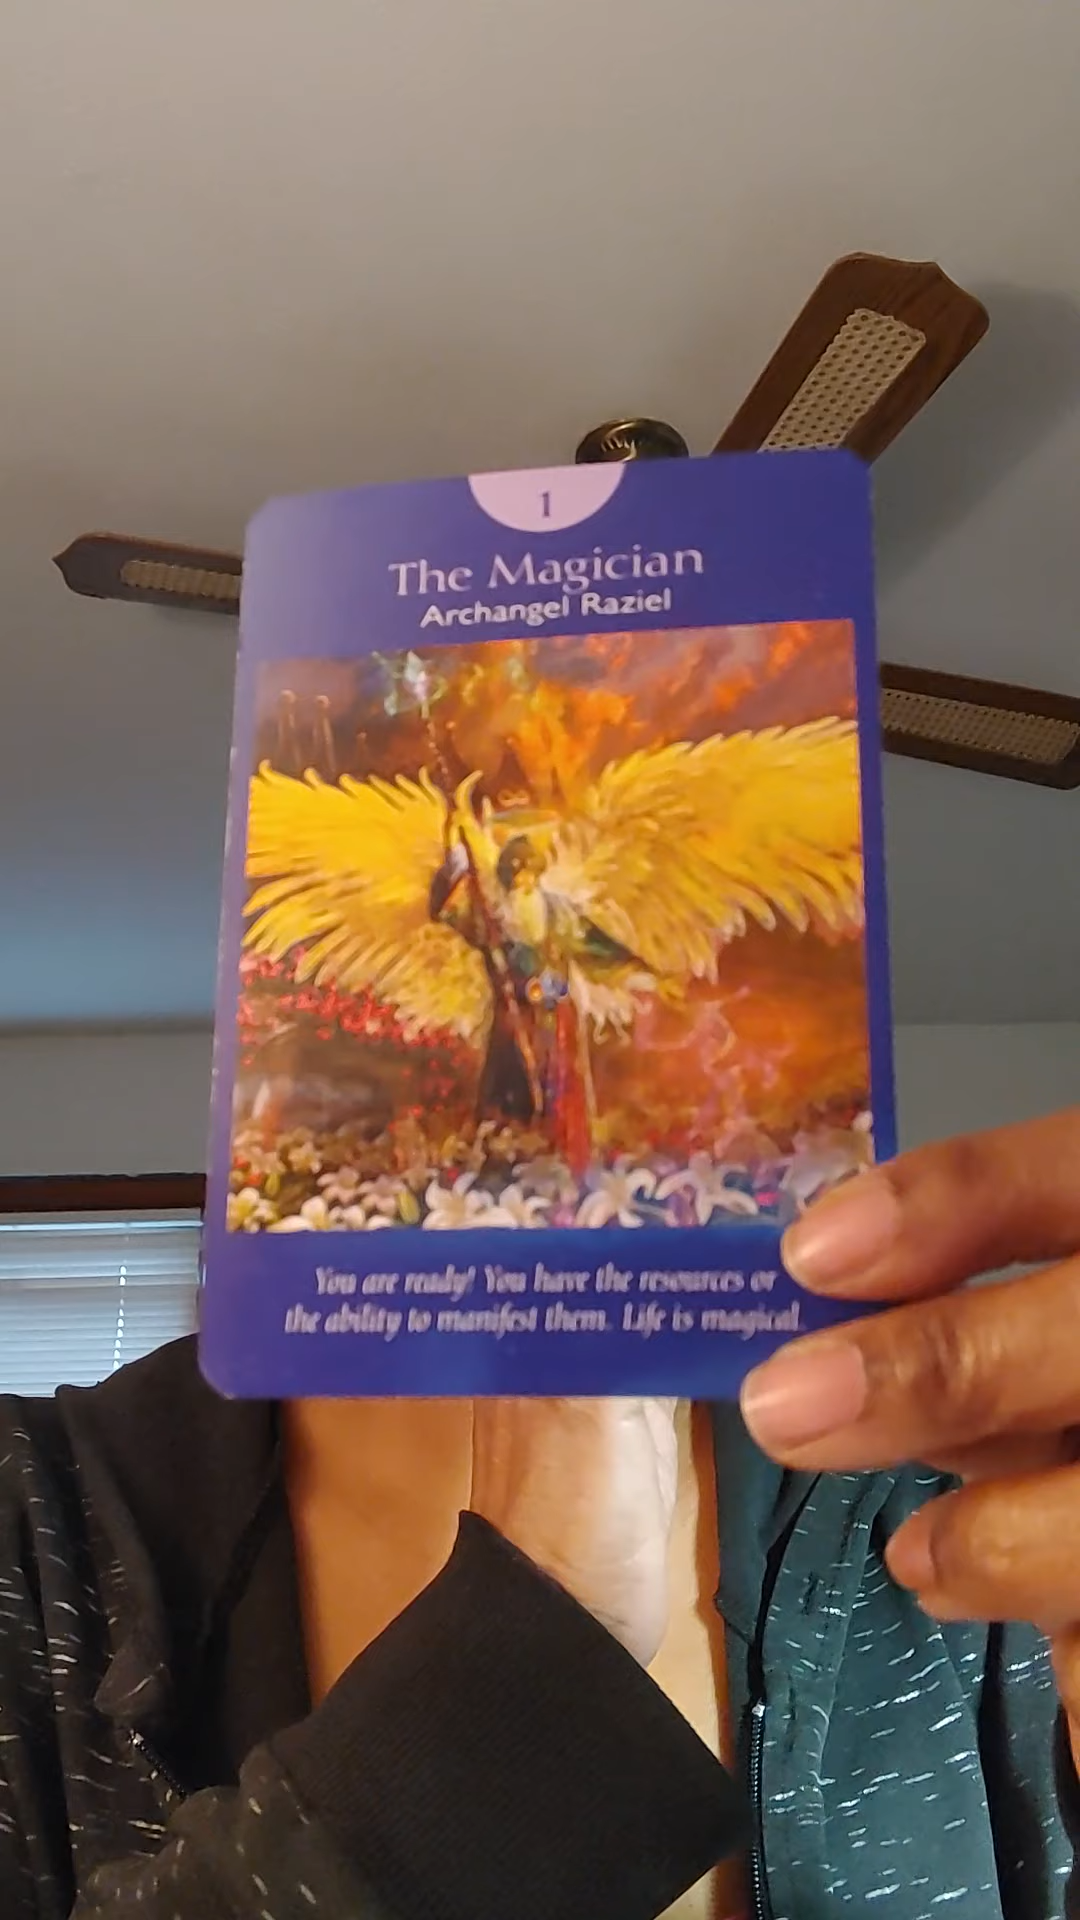 1
The Magician
Archangel Raziel
You are ready! You have the resources or
the ability to manifest them. Life is magical.